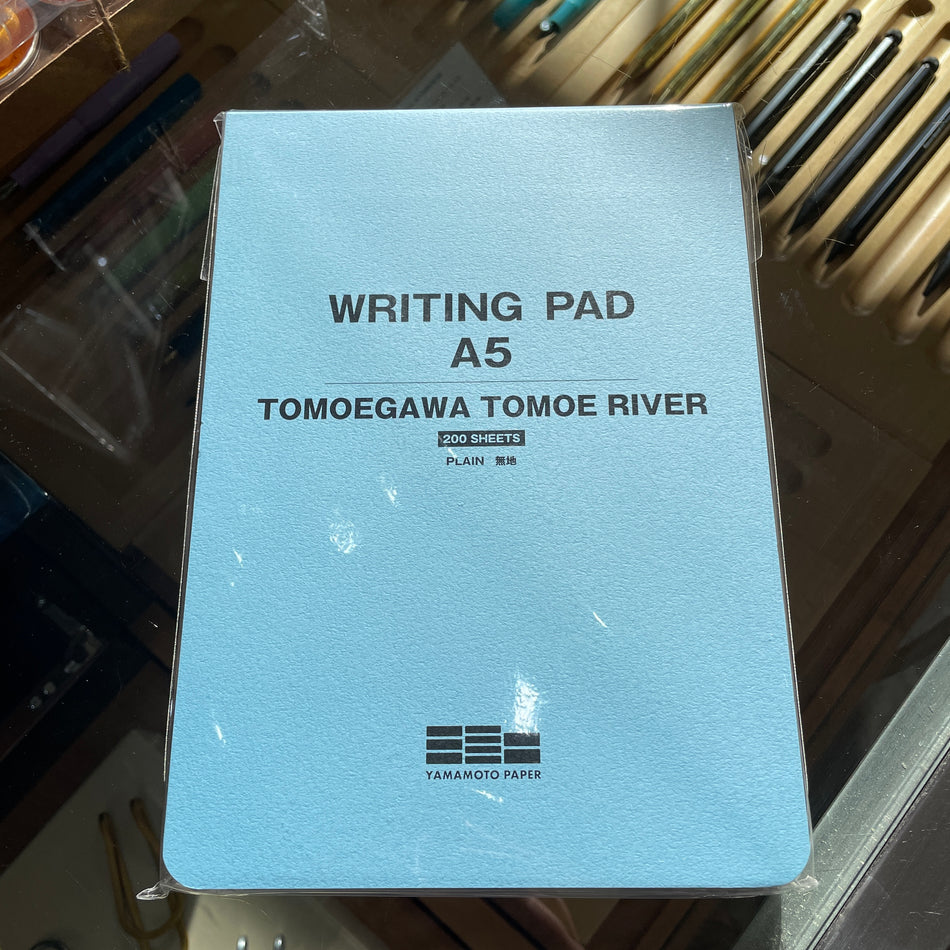 WRITING PAD
A5
TOMOEGAWA TOMOE RIVER
200 SHEETS
PLAIN 無地
YAMAMOTO PAPER